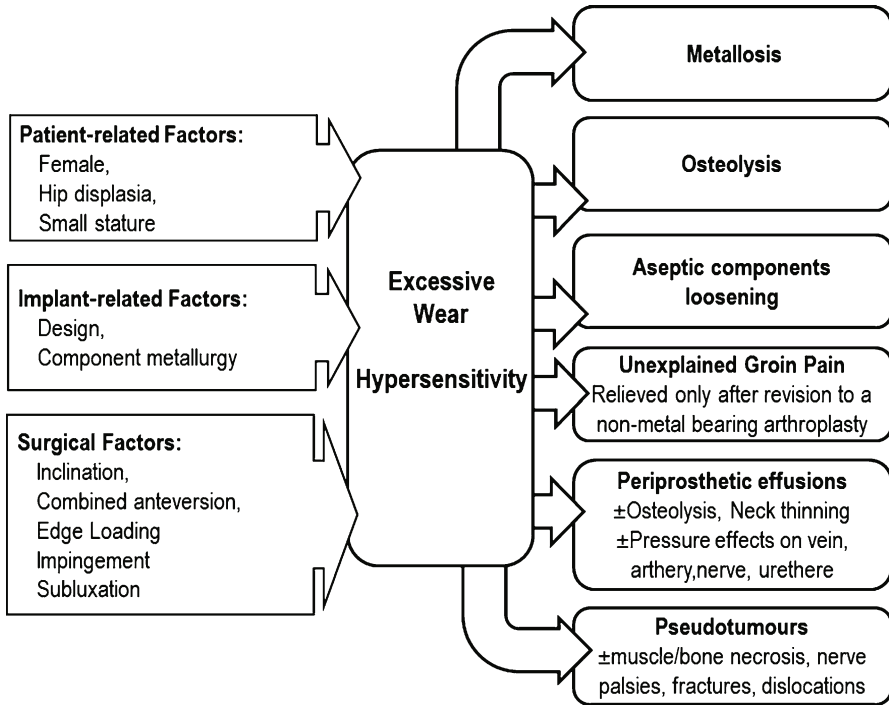 Patient-related Factors:
Female,
Hip displasia,
Small stature
Implant-related Factors:
Design,
Component metallurgy
Surgical Factors:
Inclination,
Combined anteversion,
Edge Loading
Impingement
Subluxation
Excessive
Wear
Hypersensitivity
Metallosis
Osteolysis
Aseptic components
loosening
Unexplained Groin Pain
Relieved only after revision to a
non-metal bearing arthroplasty
Periprosthetic effusions
±Osteolysis, Neck thinning
±Pressure effects on vein,
arthery,nerve, urethere
Pseudotumours
±muscle/bone necrosis, nerve
palsies, fractures, dislocations